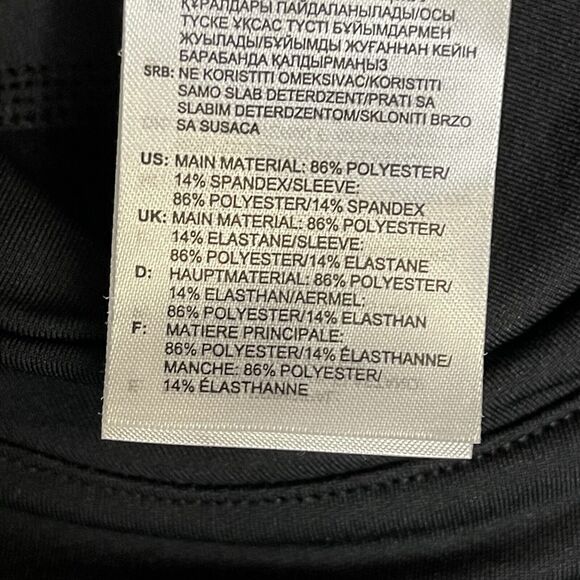 ҚҰРАЛДАРЫ ПАЙДАЛАНЫЛАДЫ/ОСЫ
ТҮСКЕ ҰҚСАС ТҮСТІ БҰЙЫМДАРМЕН
ЖУЫЛАДЫ/БҰЙЫМДЫ ЖУҒАННАН КЕЙІН
БАРАБАНДА ҚАЛДЫРМАҢЫЗ
SRB: NE KORISTITI OMEKSIVAC/KORISTITI
SAMO SLAB DETERDZENT/PRATI SA
SLABIM DETERDZENTOM/SKLONITI BRZO
SA SUSACA
US: MAIN MATERIAL: 86% POLYESTER/
14% SPANDEX/SLEEVE:
86% POLYESTER/14% SPANDEX
UK: MAIN MATERIAL: 86% POLYESTER/
14% ELASTANE/SLEEVE:
86% POLYESTER/14% ELASTANE
D: HAUPTMATERIAL: 86% POLYESTER/
14% ELASTHAN/AERMEL:
86% POLYESTER/14% ELASTHAN
F: MATIERE PRINCIPALE:
86% POLYESTER/14% ÉLASTHANNE/
MANCHE: 86% POLYESTER/
14% ÉLASTHANNE